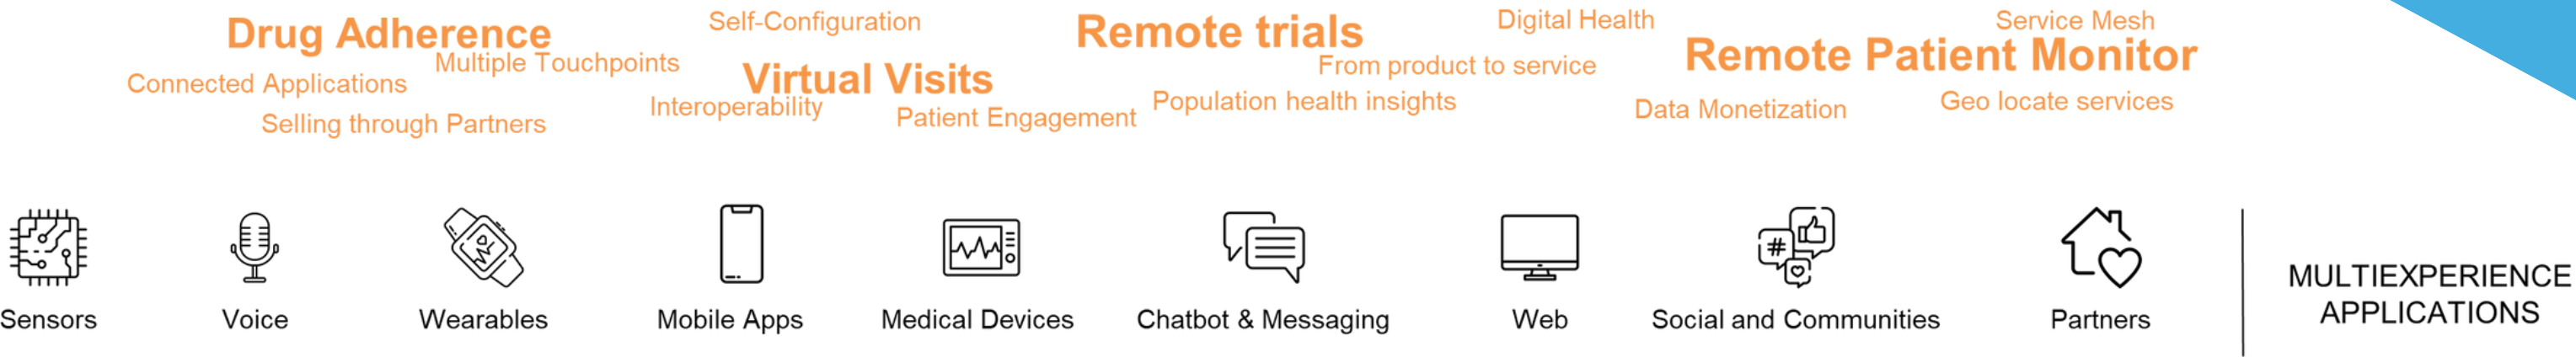 Drug Adherence
Self-Configuration
Remote trials
Digital Health
Service Mesh
Multiple Touchpoints
From product to service
Remote Patient Monitor
Connected Applications
Virtual Visits
Interoperability
Population health insights
Geo locate services
Selling through Partners
Patient Engagement
Data Monetization
Sensors
Voice
Wearables
Mobile Apps
Medical Devices
Chatbot & Messaging
Web
#
Social and Communities
Partners
MULTIEXPERIENCE
APPLICATIONS